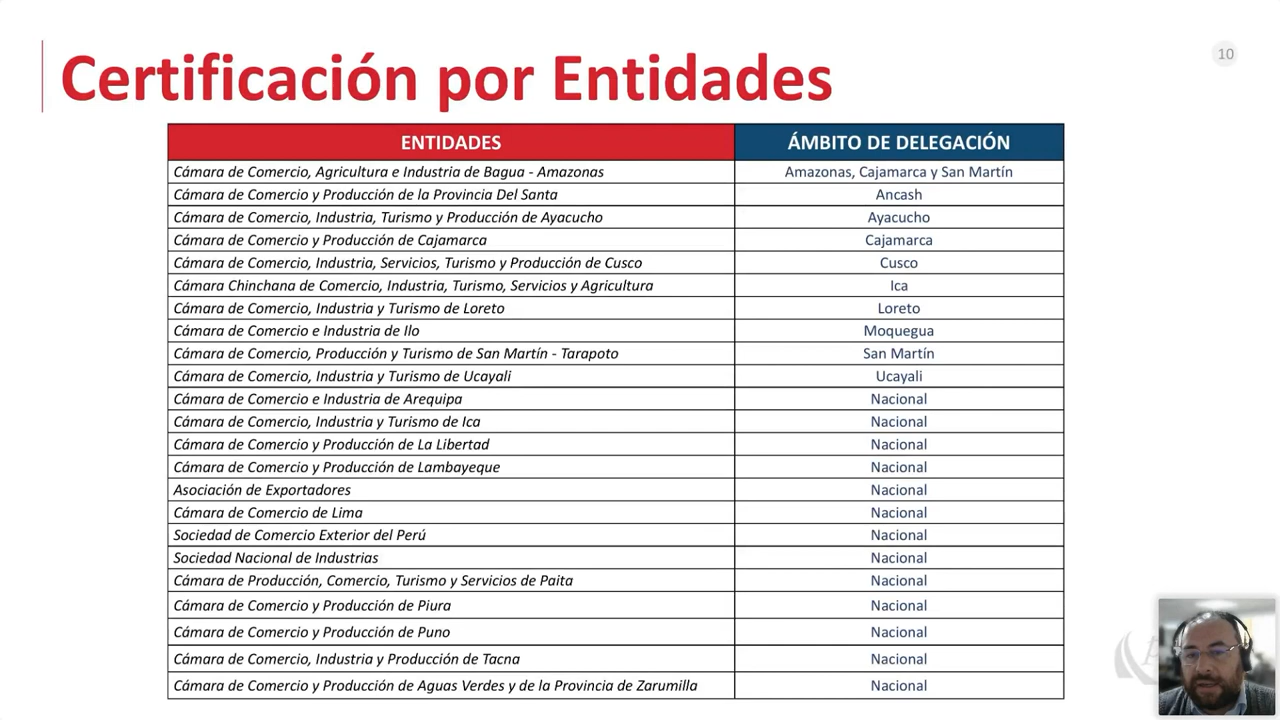 10
Certificación por Entidades
ENTIDADES ÁMBITO DE DELEGACIÓN
Cámara de Comercio, Agricultura e Industria de Bagua - Amazonas Amazonas, Cajamarca y San Martín
Cámara de Comercio y Producción de la Provincia Del Santa Ancash
Cámara de Comercio, Industria, Turismo y Producción de Ayacucho Ayacucho
Cámara de Comercio y Producción de Cajamarca Cajamarca
Cámara de Comercio, Industria, Servicios, Turismo y Producción de Cusco Cusco
Cámara Chinchana de Comercio, Industria, Turismo, Servicios y Agricultura Ica
Cámara de Comercio, Industria y Turismo de Loreto Loreto
Cámara de Comercio e Industria de Ilo Moquegua
Cámara de Comercio, Producción y Turismo de San Martín - Tarapoto San Martín
Cámara de Comercio, Industria y Turismo de Ucayali Ucayali
Cámara de Comercio e Industria de Arequipa Nacional
Cámara de Comercio, Industria y Turismo de Ica Nacional
Cámara de Comercio y Producción de La Libertad Nacional
Cámara de Comercio y Producción de Lambayeque Nacional
Asociación de Exportadores Nacional
Cámara de Comercio de Lima Nacional
Sociedad de Comercio Exterior del Perú Nacional
Sociedad Nacional de Industrias Nacional
Cámara de Producción, Comercio, Turismo y Servicios de Paita Nacional
Cámara de Comercio y Producción de Piura Nacional
Cámara de Comercio y Producción de Puno Nacional
Cámara de Comercio, Industria y Producción de Tacna Nacional
Cámara de Comercio y Producción de Aguas Verdes y de la Provincia de Zarumilla Nacional